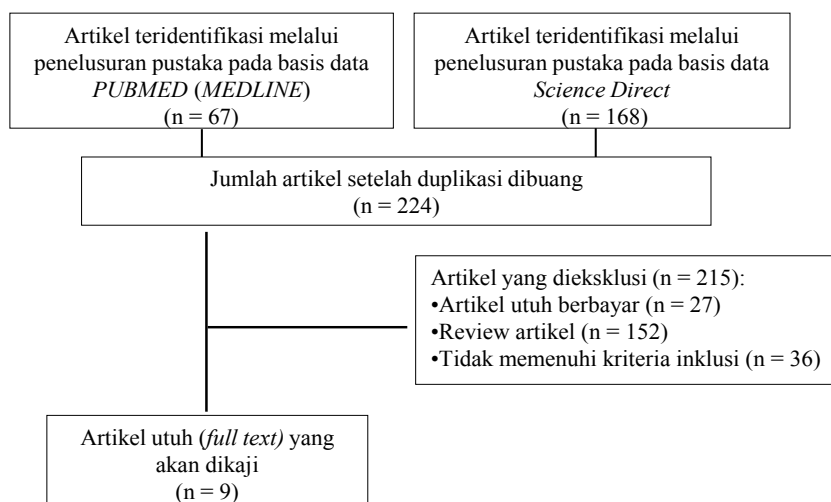 Artikel teridentifikasi melalui
penelusuran pustaka pada basis data
PUBMED (MEDLINE)
(n = 67)
Artikel teridentifikasi melalui
penelusuran pustaka pada basis data
Science Direct
(n = 168)
Jumlah artikel setelah duplikasi dibuang
(n = 224)
Artikel yang dieksklusi (n = 215):
•Artikel utuh berbayar (n = 27)
•Review artikel (n = 152)
•Tidak memenuhi kriteria inklusi (n = 36)
Artikel utuh (full text) yang
akan dikaji
(n = 9)